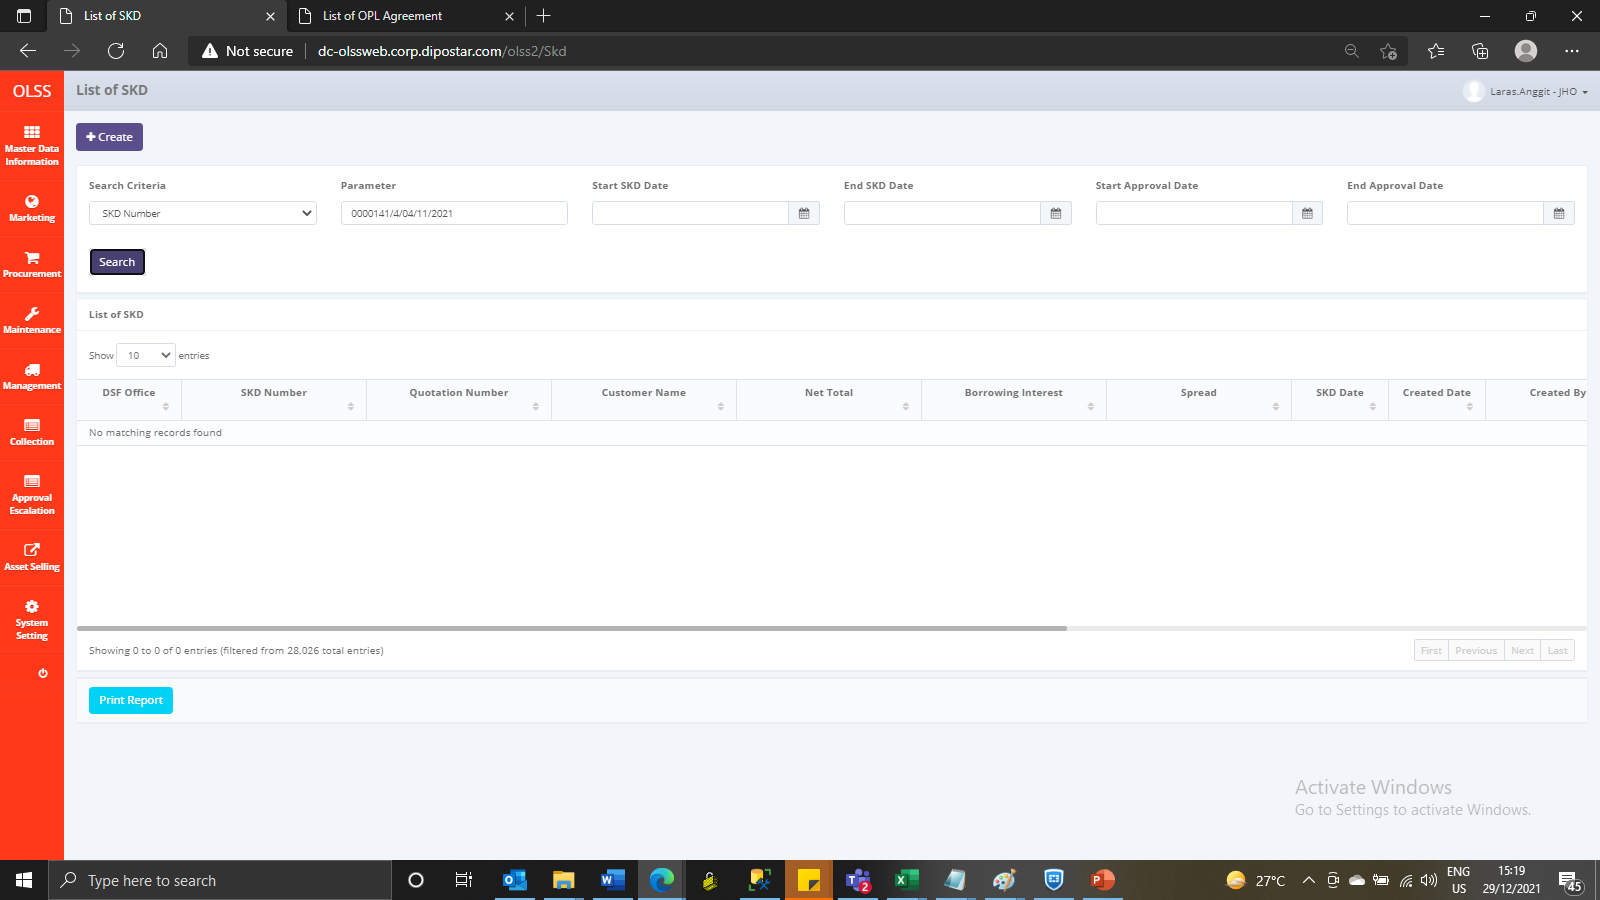 List of SKD
List of OPL Agreement
Not secure
dc-olssweb.corp.dipostar.com/olss2/Skd
OLSS
List of SKD
Laras.Anggit - JHO
Master Data
Information
Marketing
Procurement
Maintenance
Management
Collection
Approval
Escalation
Asset Selling
System
Setting
Create
Search Criteria
Parameter
Start SKD Date
End SKD Date
Start Approval Date
End Approval Date
SKD Number
0000141/4/04/11/2021
Search
List of SKD
Show 10 entries
DSF Office
SKD Number
Quotation Number
Customer Name
Net Total
Borrowing Interest
Spread
SKD Date
Created Date
Created By
No matching records found
Showing 0 to 0 of 0 entries (filtered from 28,026 total entries)
First
Previous
Next
Last
Print Report
Activate Windows
Go to Settings to activate Windows.
Type here to search
2
27°C
ENG
US
15:19
29/12/2021
45